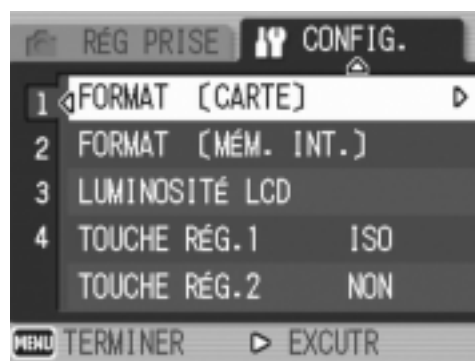 RÉG PRISE CONFIG.
1 FORMAT [CARTE]
2 FORMAT [MÉM. INT.]
3 LUMINOSITÉ LCD
4 TOUCHE RÉG.1 ISO
TOUCHE RÉG.2 NON
MENU TERMINER EXCUTR